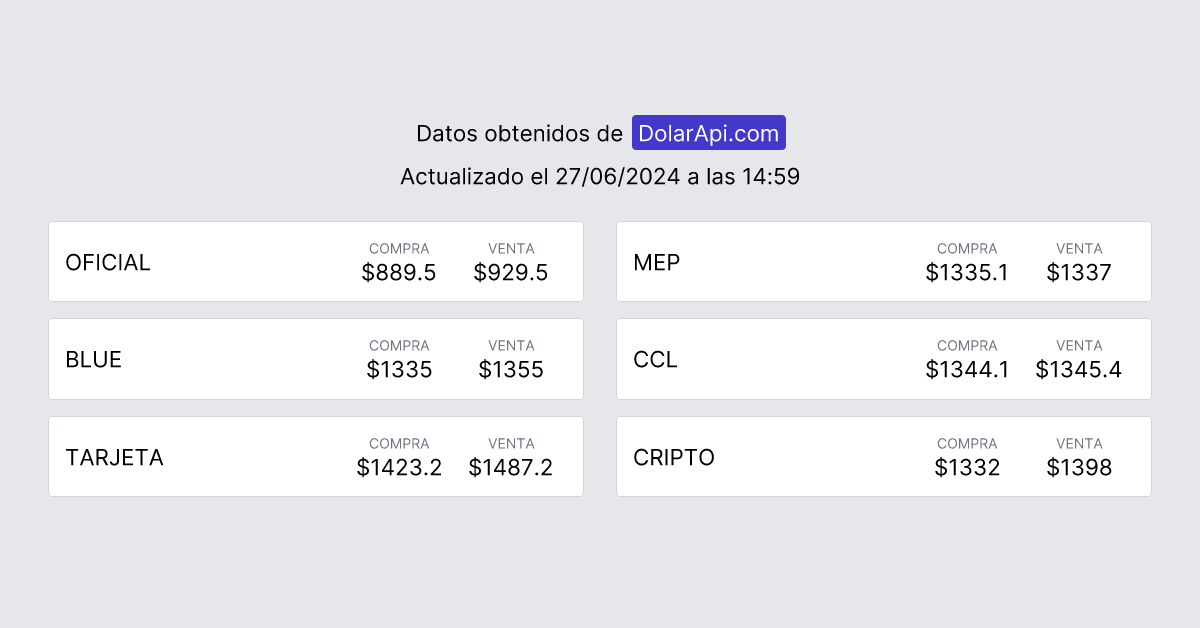 Datos obtenidos de DolarApi.com
Actualizado el 27/06/2024 a las 14:59
OFICIAL
COMPRA VENTA
$889.5 $929.5
MEP
COMPRA VENTA
$1335.1 $1337
BLUE
COMPRA VENTA
$1335 $1355
CCL
COMPRA VENTA
$1344.1 $1345.4
TARJETA
COMPRA VENTA
$1423.2 $1487.2
CRIPTO
COMPRA VENTA
$1332 $1398